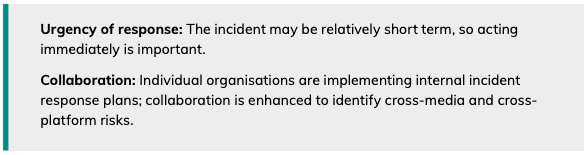 Urgency of response: The incident may be relatively short term, so acting
immediately is important.
Collaboration: Individual organisations are implementing internal incident
response plans; collaboration is enhanced to identify cross-media and cross-
platform risks.